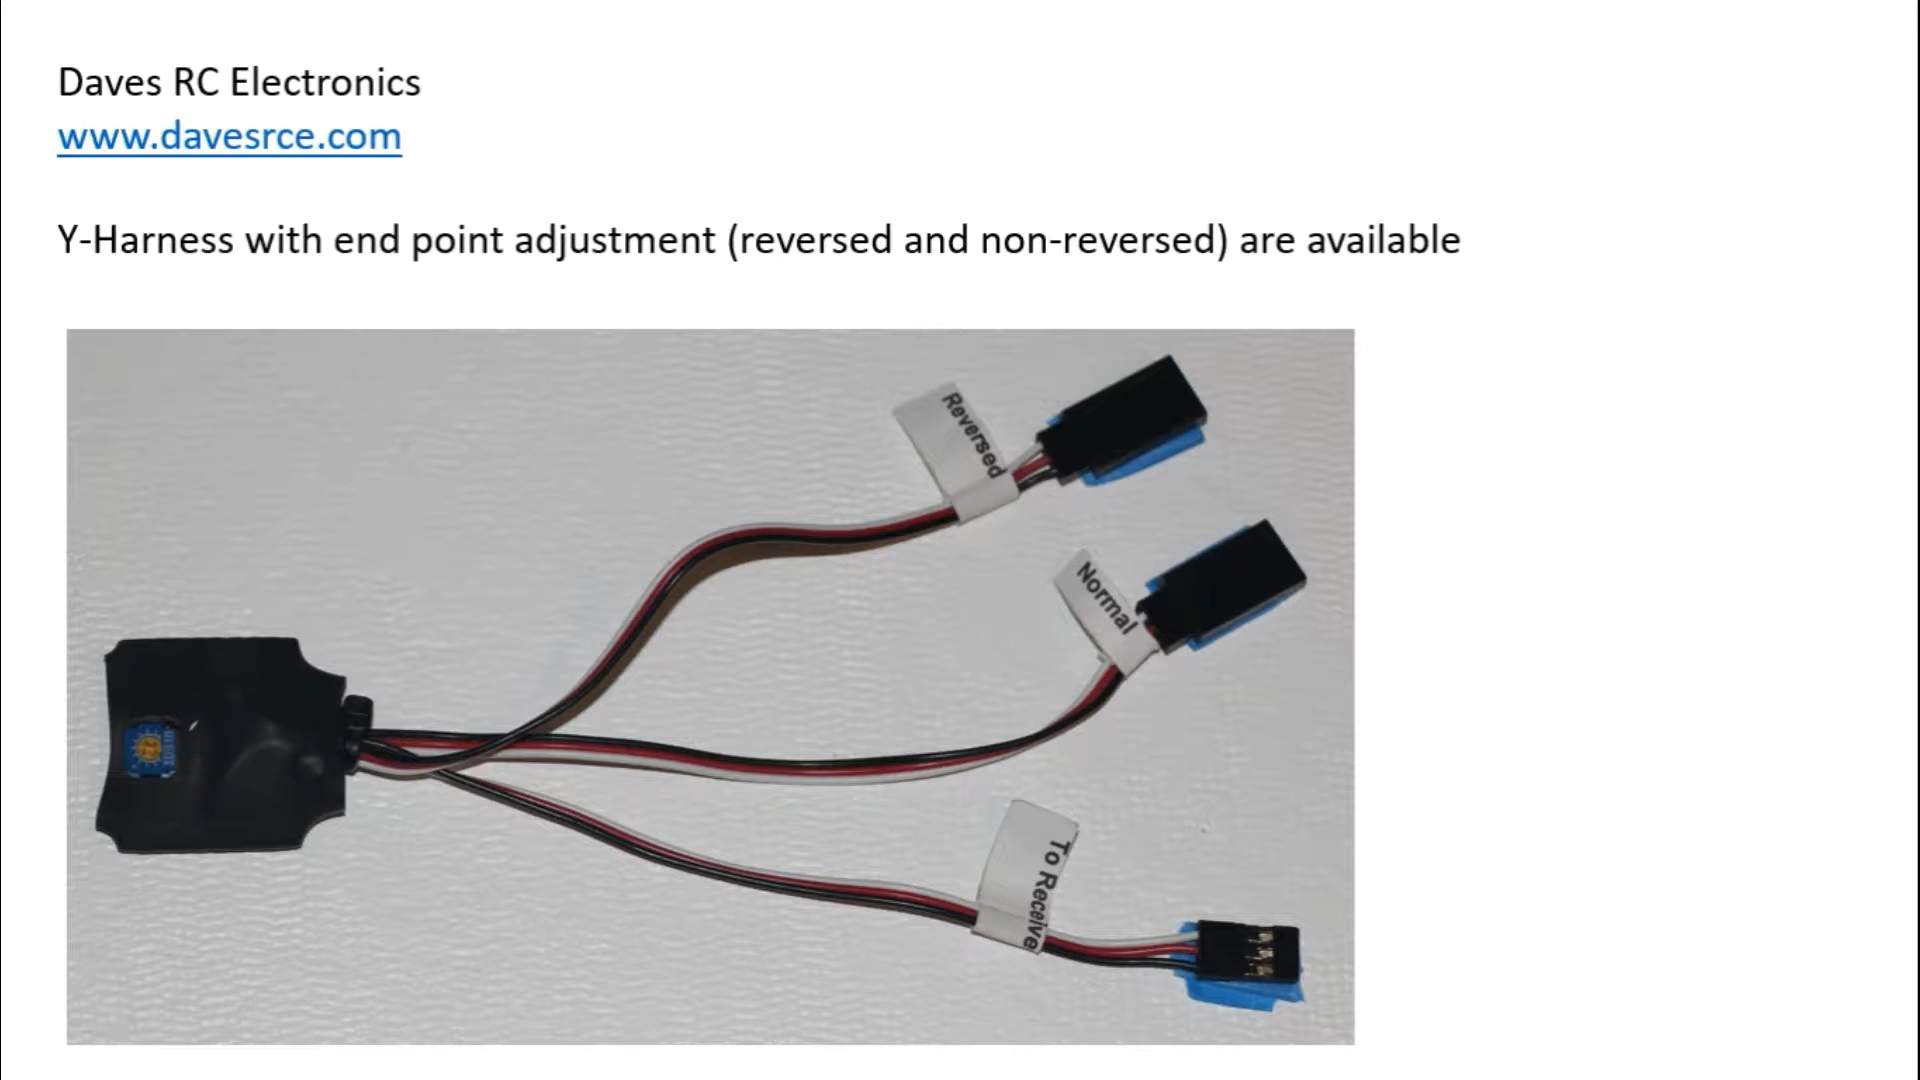 Daves RC Electronics
www.davesrce.com
Y-Harness with end point adjustment (reversed and non-reversed) are available
Reversed
Normal
To Receive